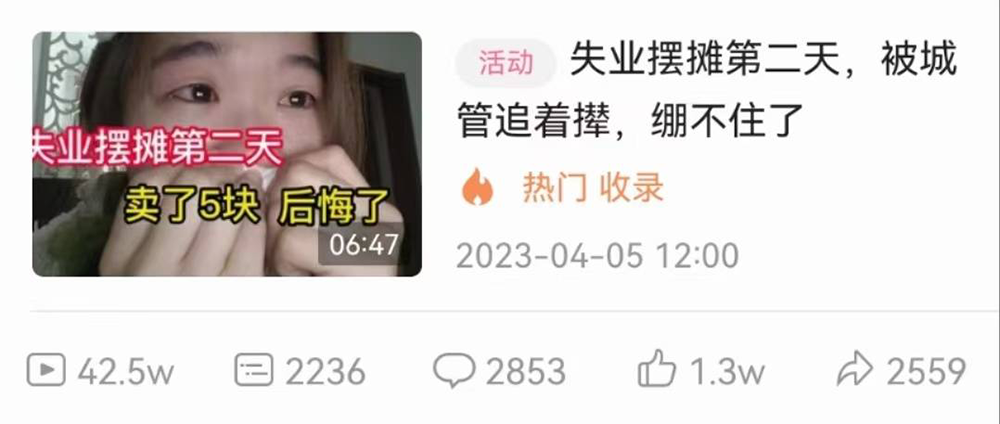 失业摆摊第二天
卖了5块 后悔了
06:47
活动 失业摆摊第二天，被城
管追着撵，绷不住了
热门 收录
2023-04-05 12:00
42.5w 2236 2853 1.3w 2559